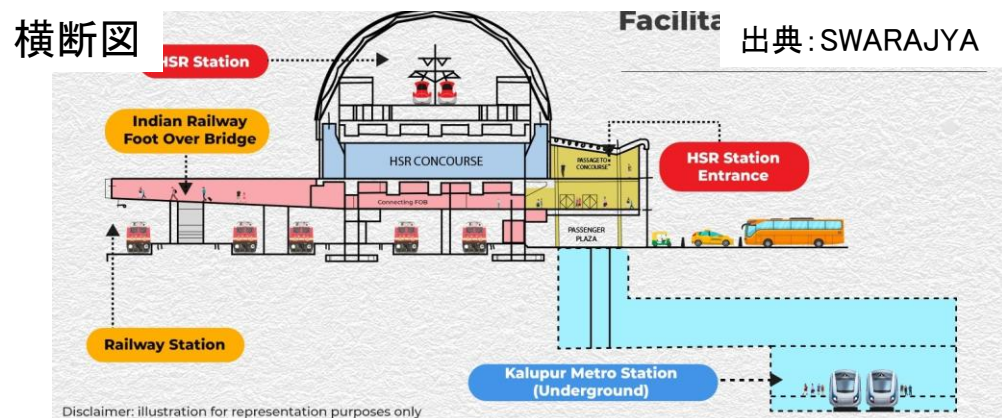 横断図
Facilita
出典：SWARAJYA
HSR Station
Indian Railway
Foot Over Bridge
HSR CONCOURSE
PASSAGE TO
CONCOURSE
HSR Station
Entrance
Connecting FOB
PASSENGER
PLAZA
Railway Station
Kalupur Metro Station
(Underground)
Disclaimer: illustration for representation purposes only